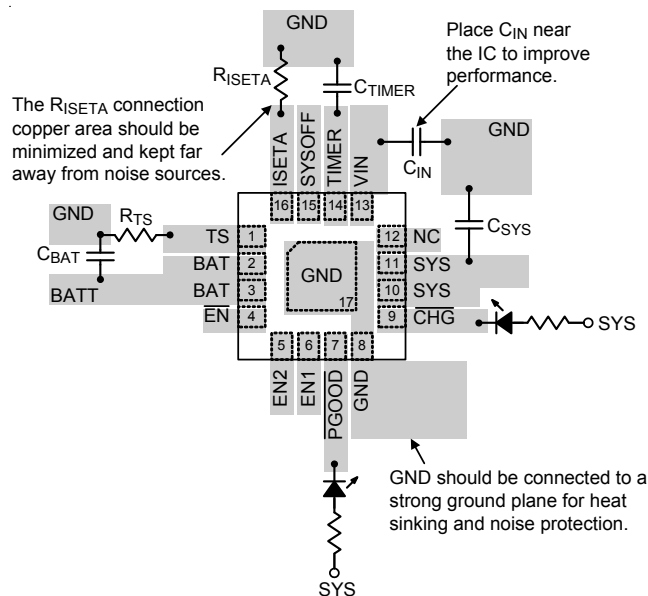 GND
Place CIN near
the IC to improve
performance.
RISETA
CTIMER
The RISETA connection
copper area should be
minimized and kept far
away from noise sources.
ISETA
SYSOFF
TIMER
VIN
CIN
GND
16
15
14
13
GND
RTS
CBAT
BATT
TS
BAT
BAT
EN
1
2
3
4
GND
17
12
11
10
9
NC
SYS
SYS
CHG
CSYS
SYS
5
6
7
8
EN2
EN1
PGOOD
GND
GND should be connected to a
strong ground plane for heat
sinking and noise protection.
SYS